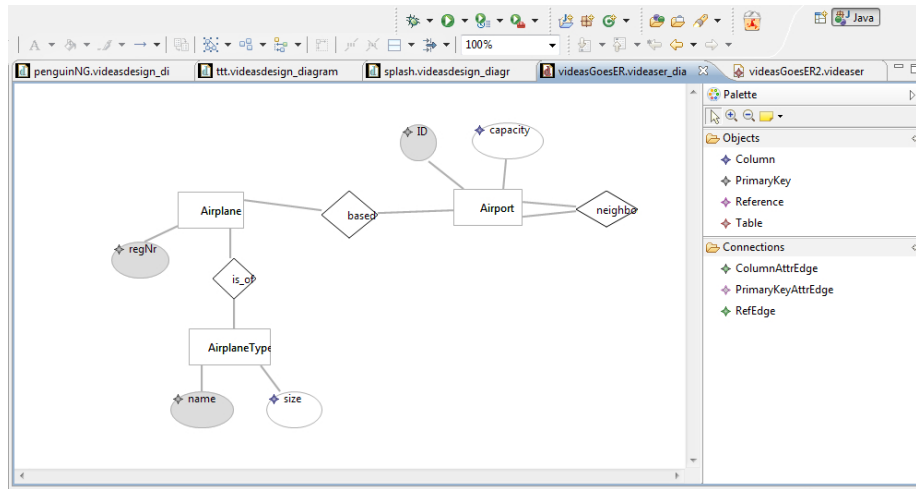 Java
A
100%
penguinNG.videasdesign_di
ttt.videasdesign_diagram
splash.videasdesign_diagr
videasGoesER.videaser_dia
videasGoesER2.videaser
Palette
Objects
Column
PrimaryKey
Reference
Table
Connections
ColumnAttrEdge
PrimaryKeyAttrEdge
RefEdge
ID
capacity
Airplane
based
Airport
neighbo
regNr
is_of
AirplaneType
name
size